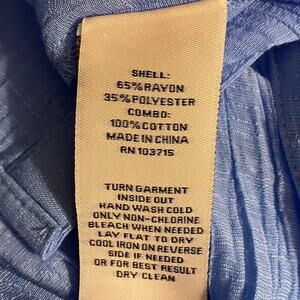 SHELL:
65% RAYON
35% POLYESTER
COMBO:
100% COTTON
MADE IN CHINA
RN 103715
TURN GARMENT
INSIDE OUT
HAND WASH COLD
ONLY NON-CHLORINE
BLEACH WHEN NEEDED
LAY FLAT TO DRY
COOL IRON ON REVERSE
SIDE IF NEEDED
OR FOR BEST RESULT
DRY CLEAN